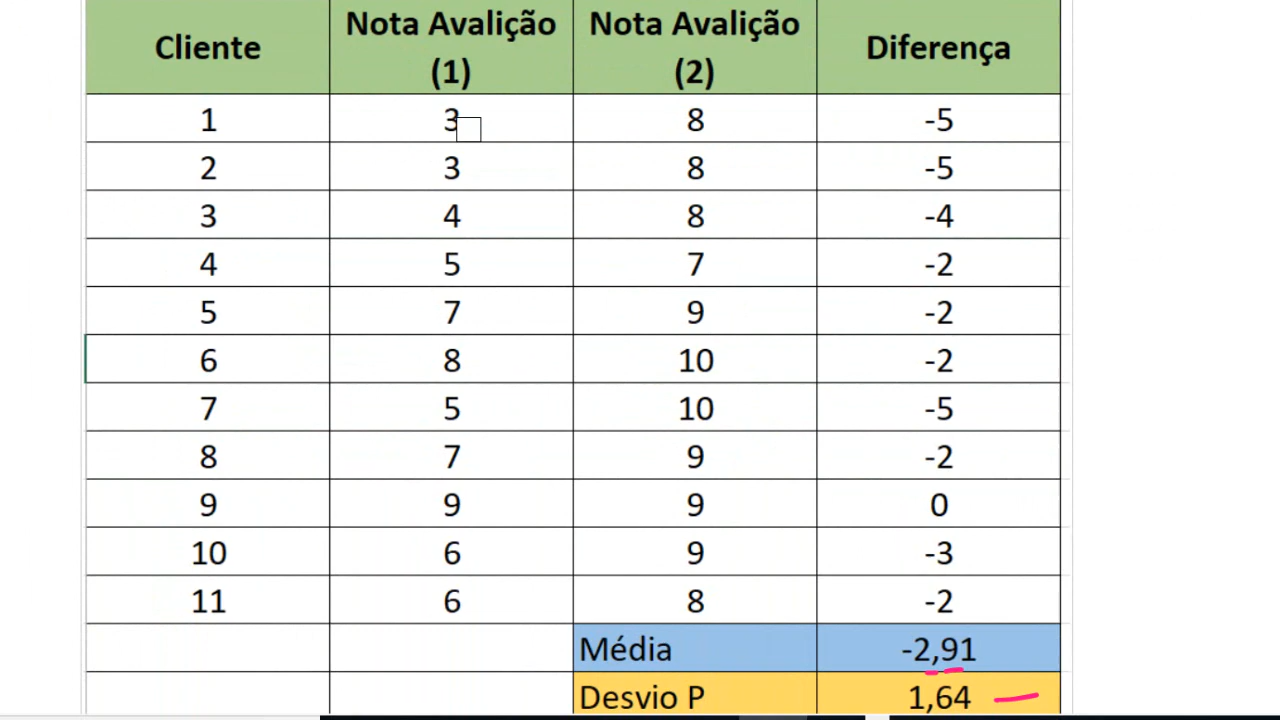 Cliente Nota Avalição (1) Nota Avalição (2) Diferença
1 3 8 -5
2 3 8 -5
3 4 8 -4
4 5 7 -2
5 7 9 -2
6 8 10 -2
7 5 10 -5
8 7 9 -2
9 9 9 0
10 6 9 -3
11 6 8 -2
Média -2,91
Desvio P 1,64